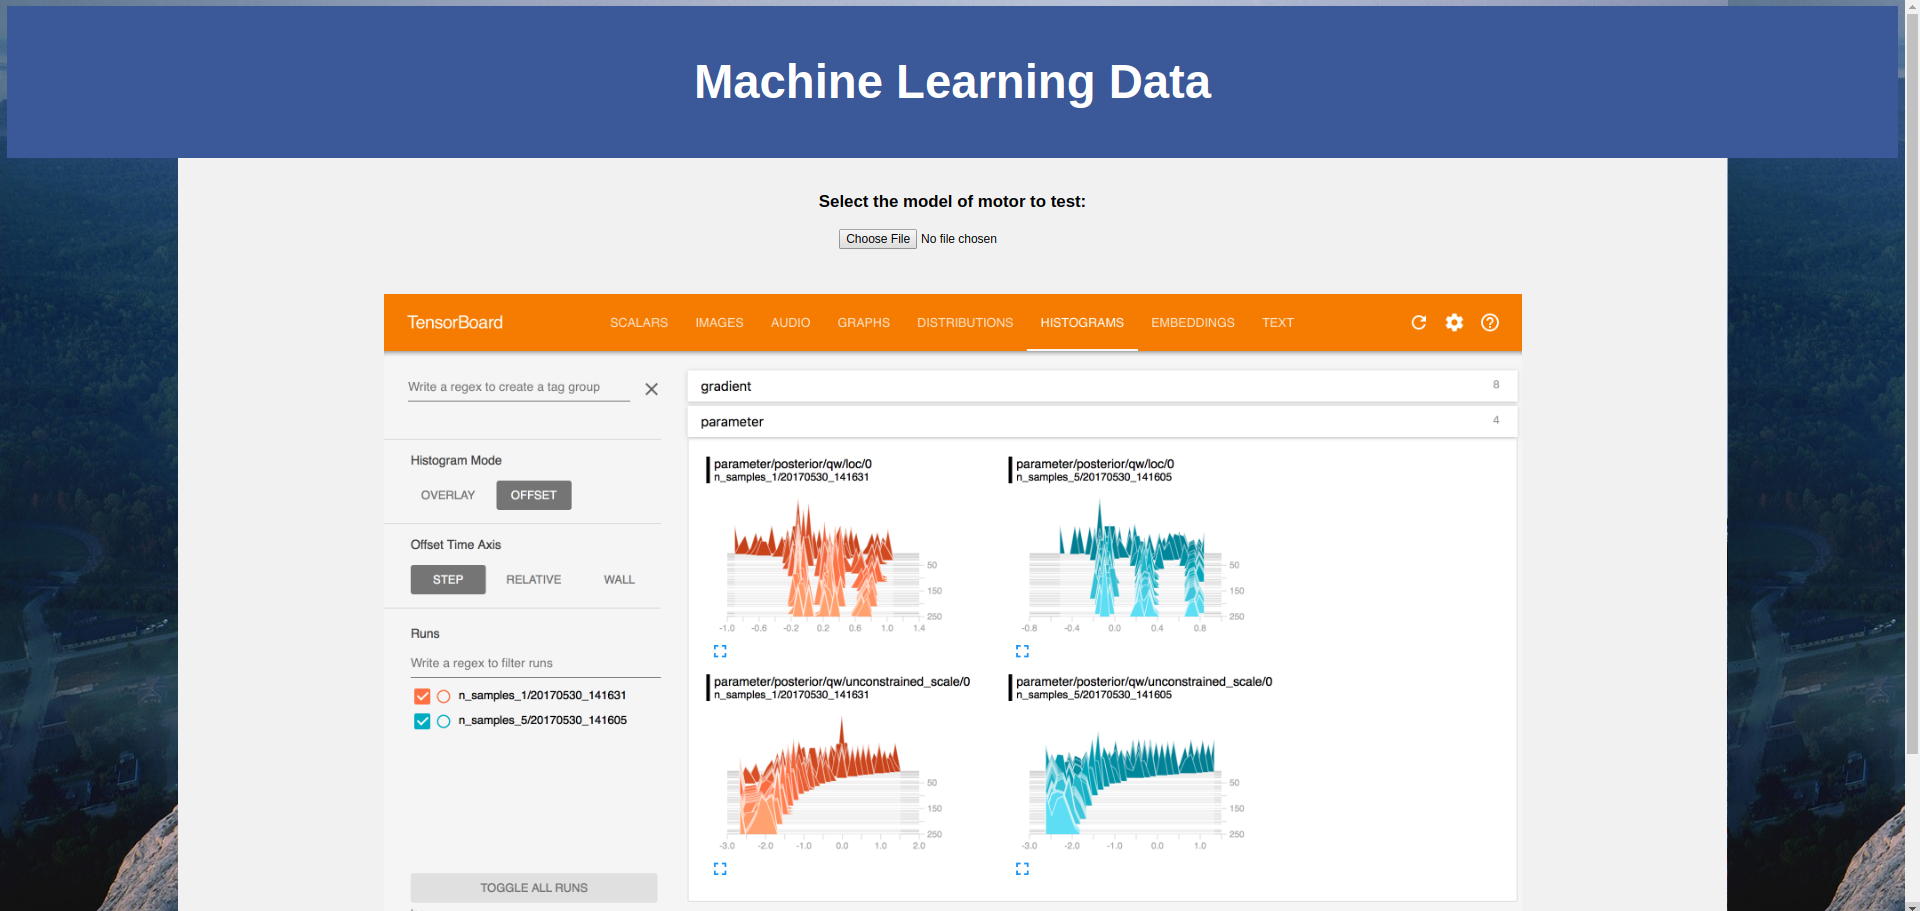 Machine Learning Data
Select the model of motor to test:
Choose File No file chosen
TensorBoard SCALARS IMAGES AUDIO GRAPHS DISTRIBUTIONS HISTOGRAMS EMBEDDINGS TEXT
Write a regex to create a tag group
gradient 8
parameter 4
Histogram Mode
OVERLAY OFFSET
Offset Time Axis
STEP RELATIVE WALL
Runs
Write a regex to filter runs
n_samples_1/20170530_141631
n_samples_5/20170530_141605
TOGGLE ALL RUNS
parameter/posterior/qw/loc/0
n_samples_1/20170530_141631
50
150
250
-1.0 -0.6 -0.2 0.2 0.6 1.0 1.4
parameter/posterior/qw/loc/0
n_samples_5/20170530_141605
50
150
250
-0.8 -0.4 0.0 0.4 0.8
parameter/posterior/qw/unconstrained_scale/0
n_samples_1/20170530_141631
50
150
250
-3.0 -2.0 -1.0 0.0 1.0 2.0
parameter/posterior/qw/unconstrained_scale/0
n_samples_5/20170530_141605
50
150
250
-3.0 -2.0 -1.0 0.0 1.0